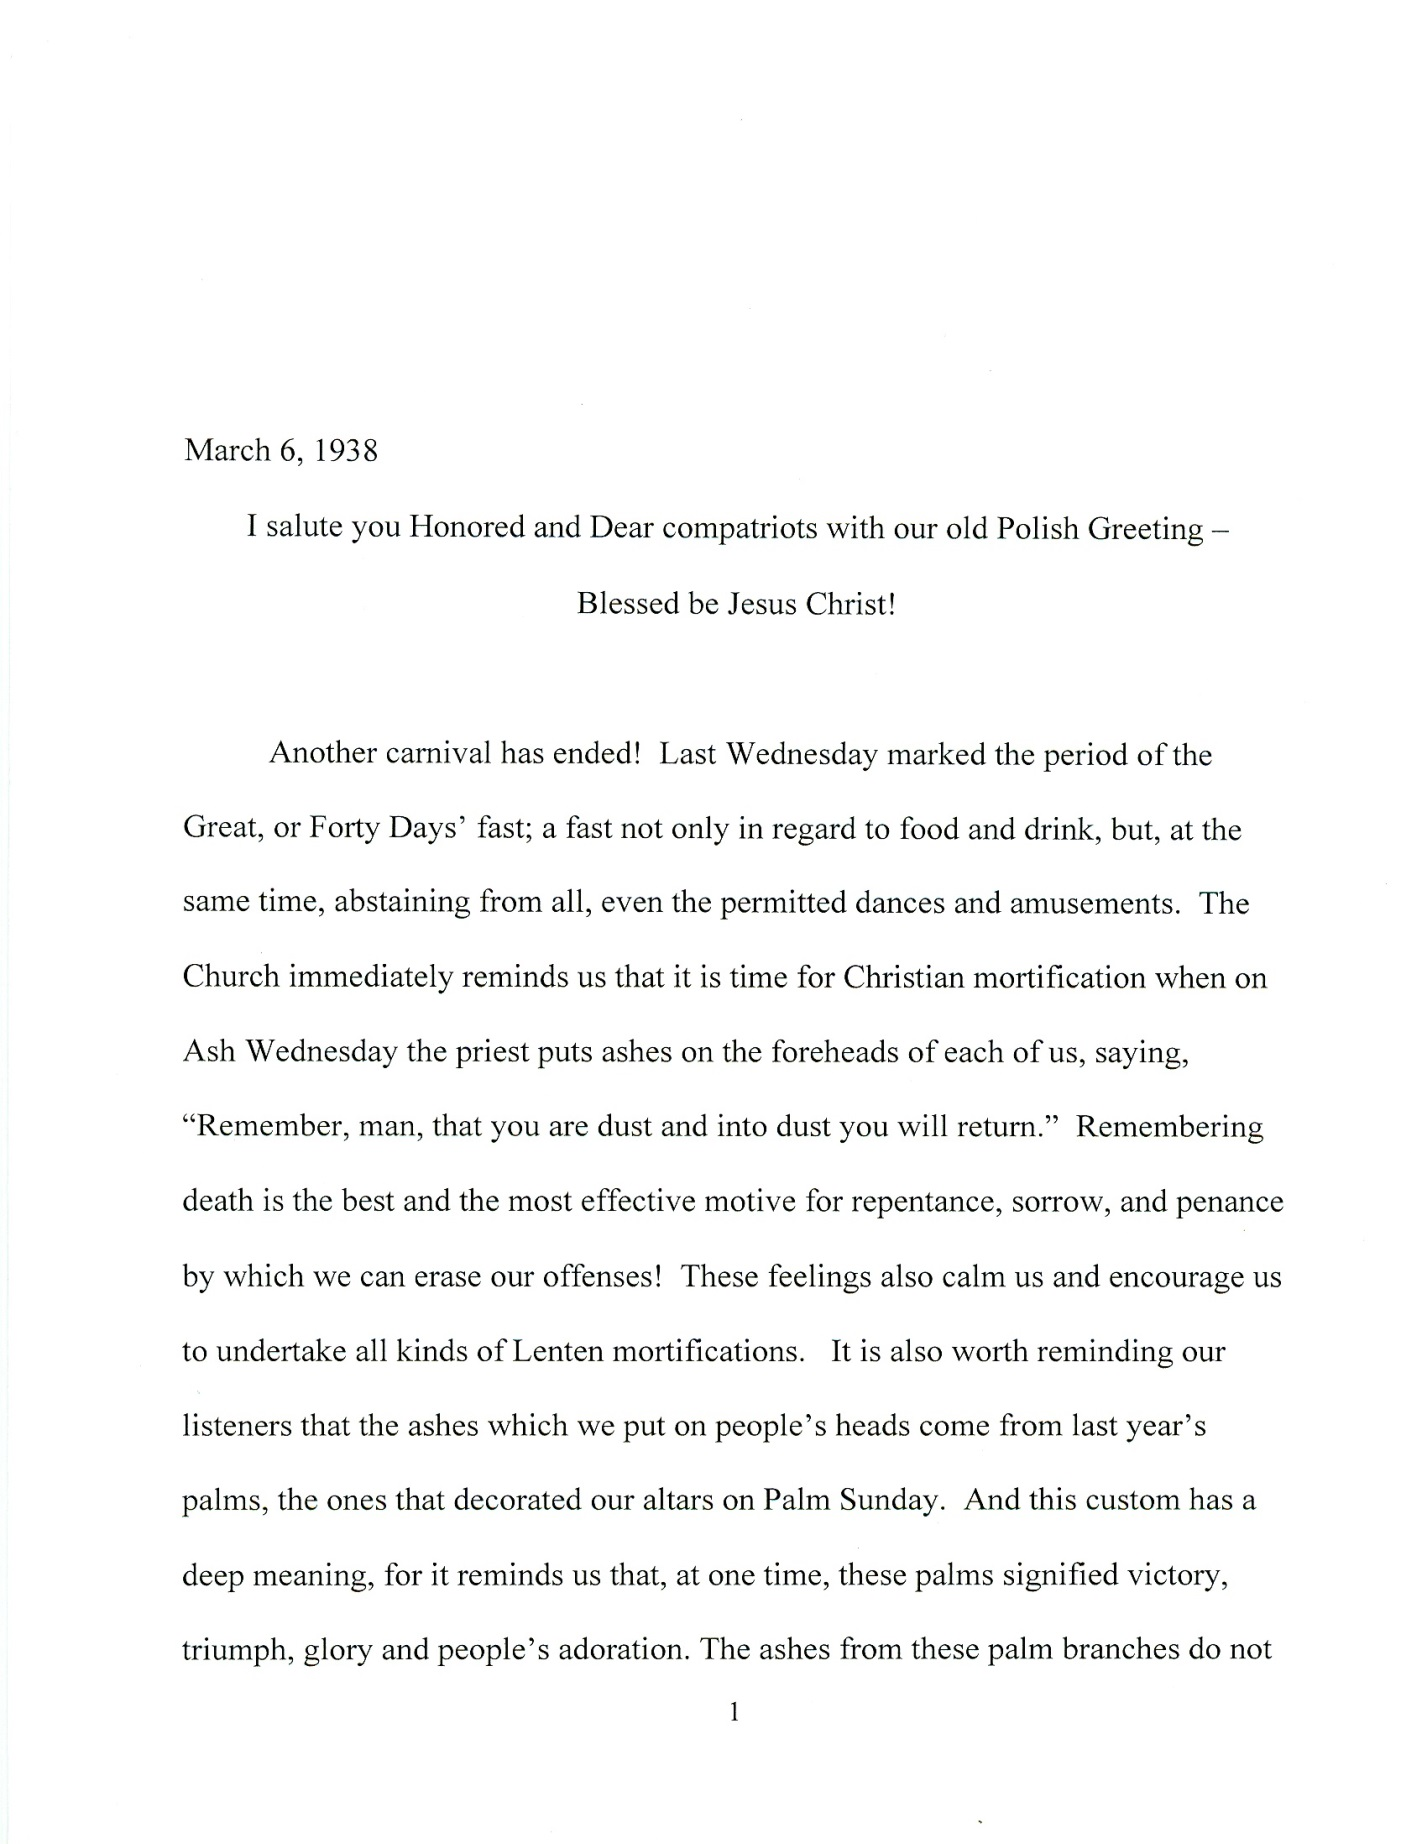 March 6, 1938
I salute you Honored and Dear compatriots with our old Polish Greeting –
Blessed be Jesus Christ!
Another carnival has ended!  Last Wednesday marked the period of the
Great, or Forty Days’ fast; a fast not only in regard to food and drink, but, at the
same time, abstaining from all, even the permitted dances and amusements.  The
Church immediately reminds us that it is time for Christian mortification when on
Ash Wednesday the priest puts ashes on the foreheads of each of us, saying,
“Remember, man, that you are dust and into dust you will return.”  Remembering
death is the best and the most effective motive for repentance, sorrow, and penance
by which we can erase our offenses!  These feelings also calm us and encourage us
to undertake all kinds of Lenten mortifications.   It is also worth reminding our
listeners that the ashes which we put on people’s heads come from last year’s
palms, the ones that decorated our altars on Palm Sunday.  And this custom has a
deep meaning, for it reminds us that, at one time, these palms signified victory,
triumph, glory and people’s adoration. The ashes from these palm branches do not
1